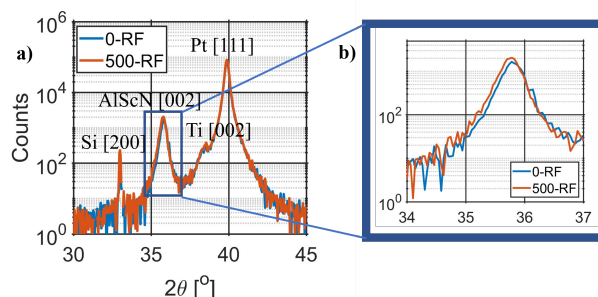 a)
0-RF
500-RF
Pt [111]
AlScN [002]
Si [200]
Ti [002]
Counts
10^6
10^4
10^2
10^0
30
35
40
45
2θ [°]
b)
10^2
10^0
0-RF
500-RF
34
35
36
37